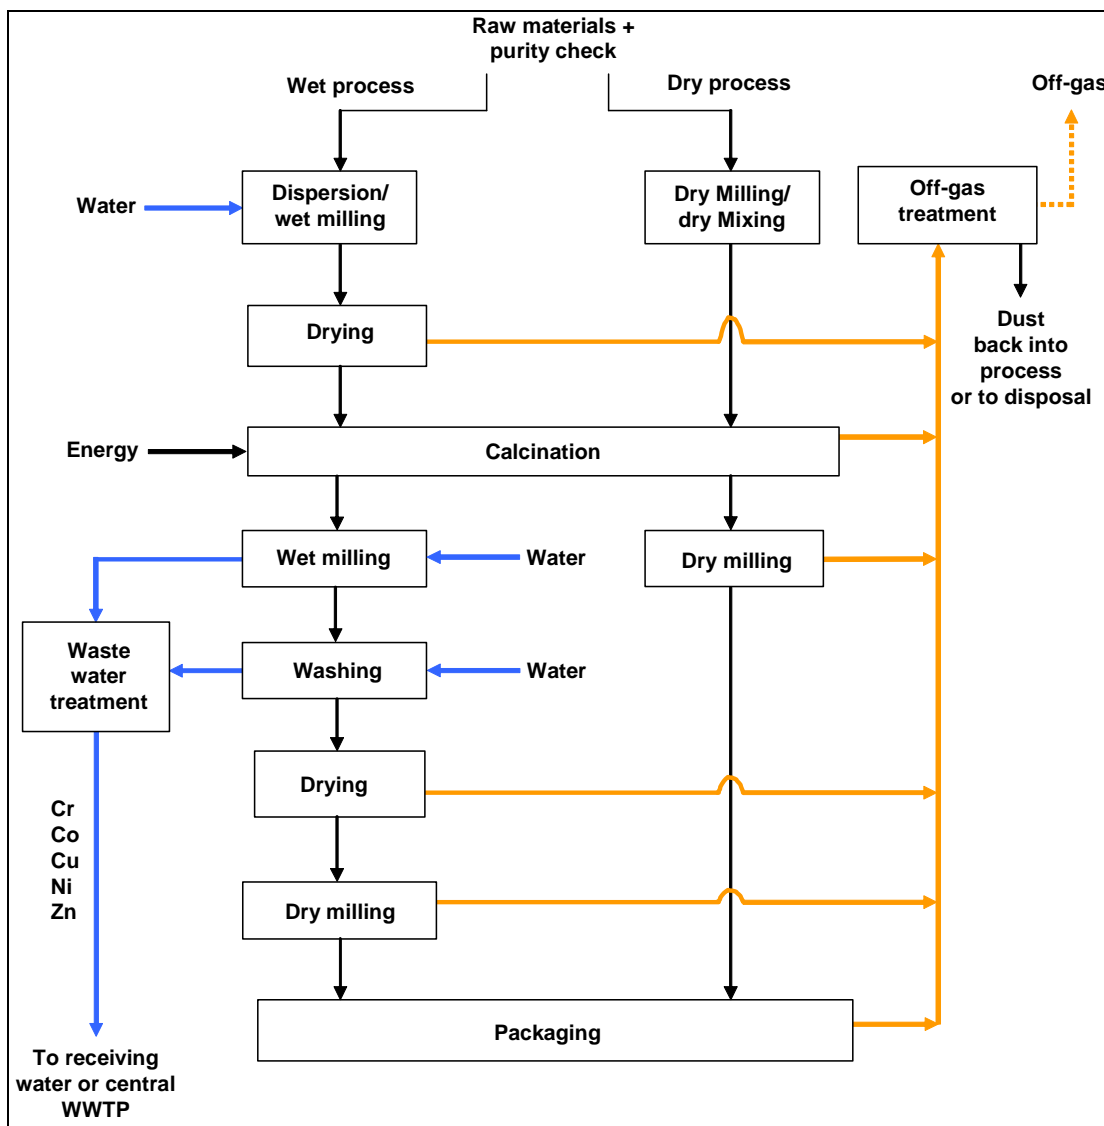 Raw materials +
purity check
Wet process
Dry process
Off-gas
Water
Dispersion/
wet milling
Dry Milling/
dry Mixing
Off-gas
treatment
Drying
Dust
back into
process
or to disposal
Energy
Calcination
Wet milling
Water
Dry milling
Waste
water
treatment
Washing
Water
Drying
Cr
Co
Cu
Ni
Zn
Dry milling
Packaging
To receiving
water or central
WWTP